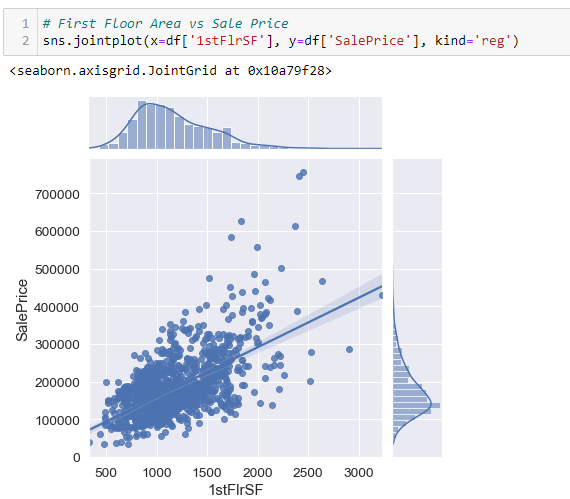 1 # First Floor Area vs Sale Price
2 sns.jointplot(x=df['1stFlrSF'], y=df['SalePrice'], kind='reg')
<seaborn.axisgrid.JointGrid at 0x10a79f28>
700000
600000
500000
400000
300000
200000
100000
0
SalePrice
500 1000 1500 2000 2500 3000
1stFlrSF